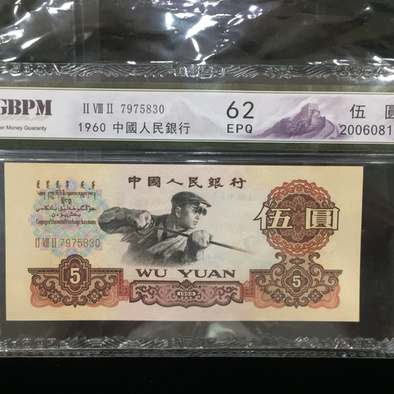 GBPM
er Money Guaranty
II VIII II 7975830
1960 中國人民銀行
62
EPQ
伍 圓
2006081
中國人民銀行
II VIII II 7975830
伍圓
WU YUAN
5
5